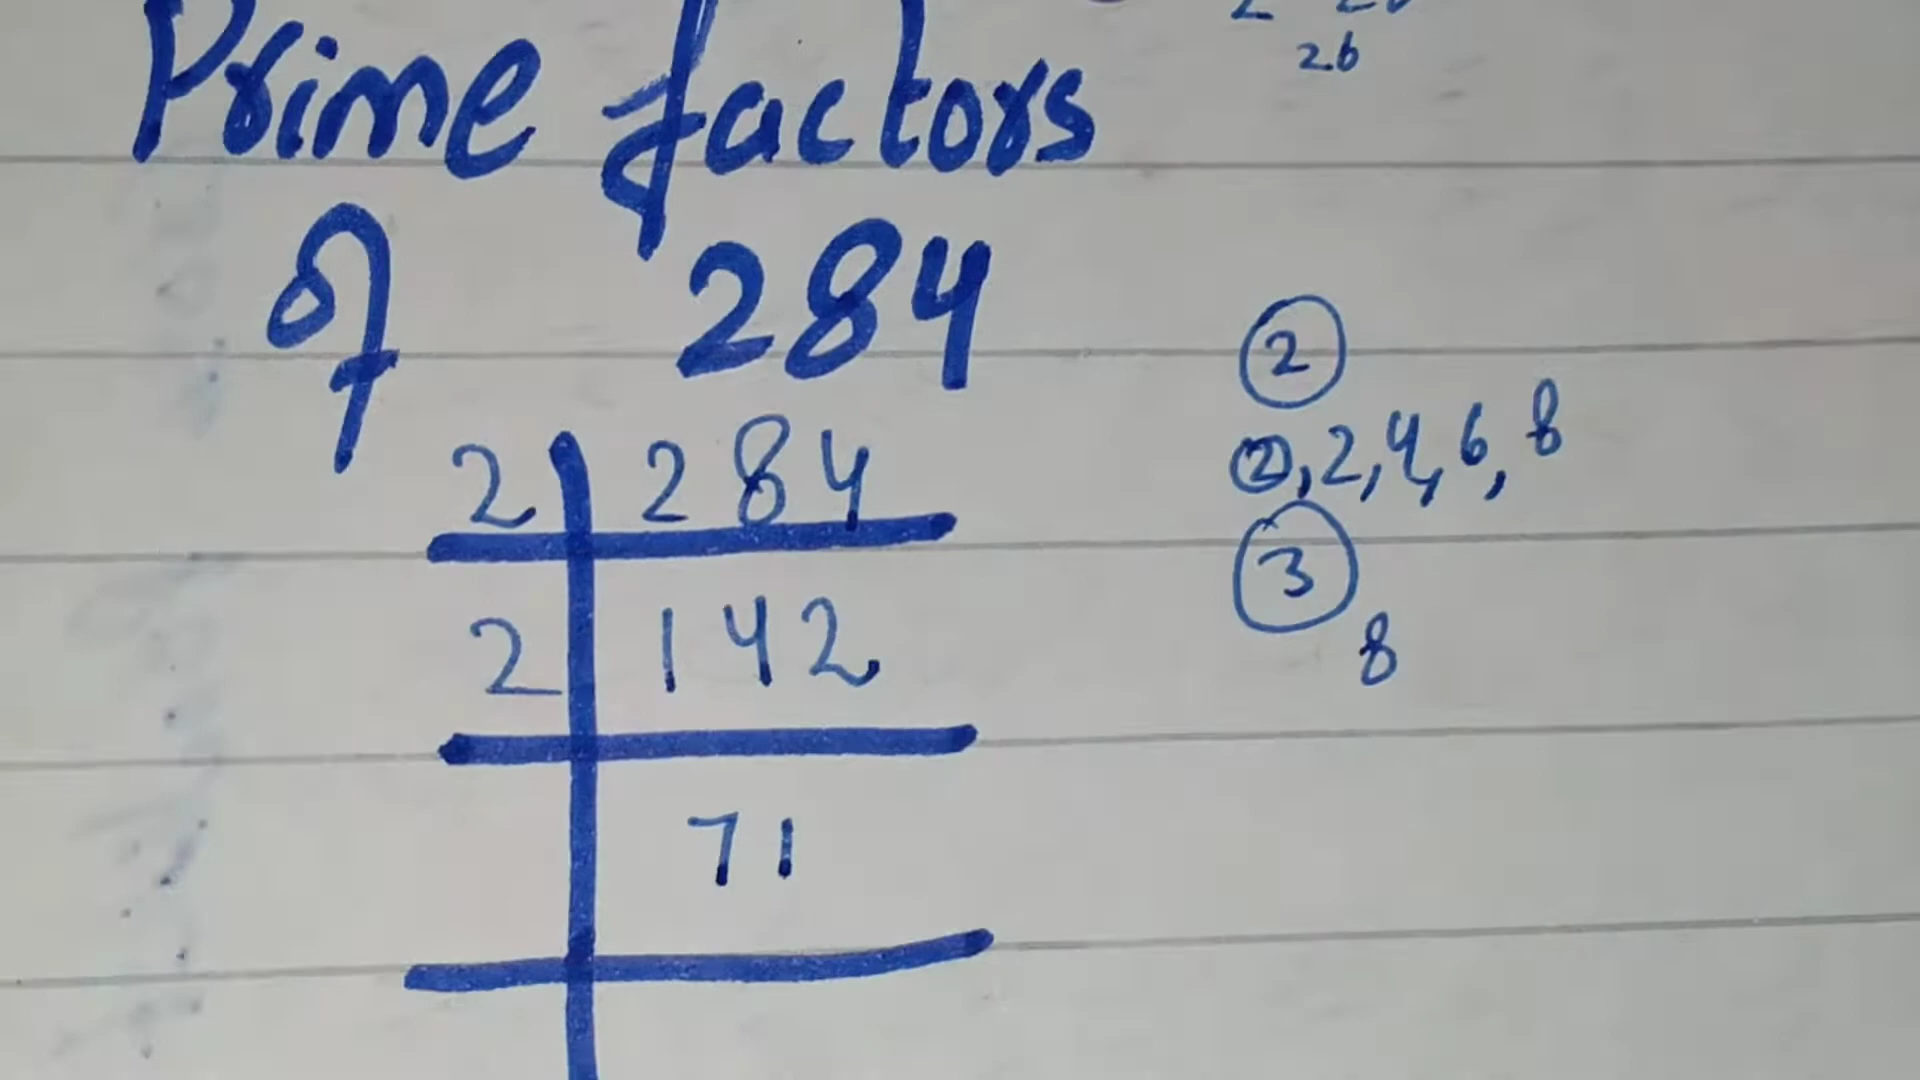 Prime factors
26
of 284
2 284
2 142
71
2
2, 2, 4, 6, 8
3
8